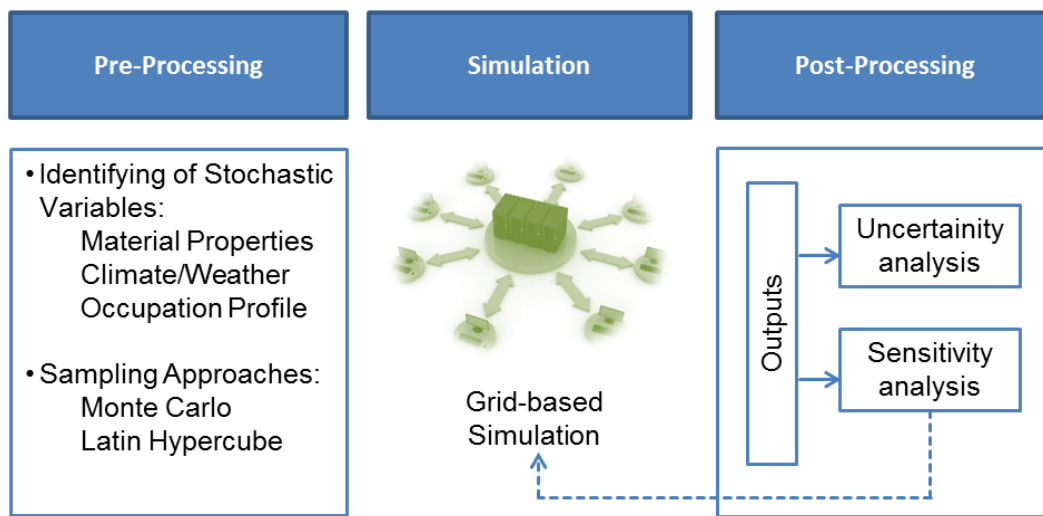 Pre-Processing
Simulation
Post-Processing
• Identifying of Stochastic
Variables:
Material Properties
Climate/Weather
Occupation Profile
• Sampling Approaches:
Monte Carlo
Latin Hypercube
Grid-based
Simulation
Outputs
Uncertainity
analysis
Sensitivity
analysis